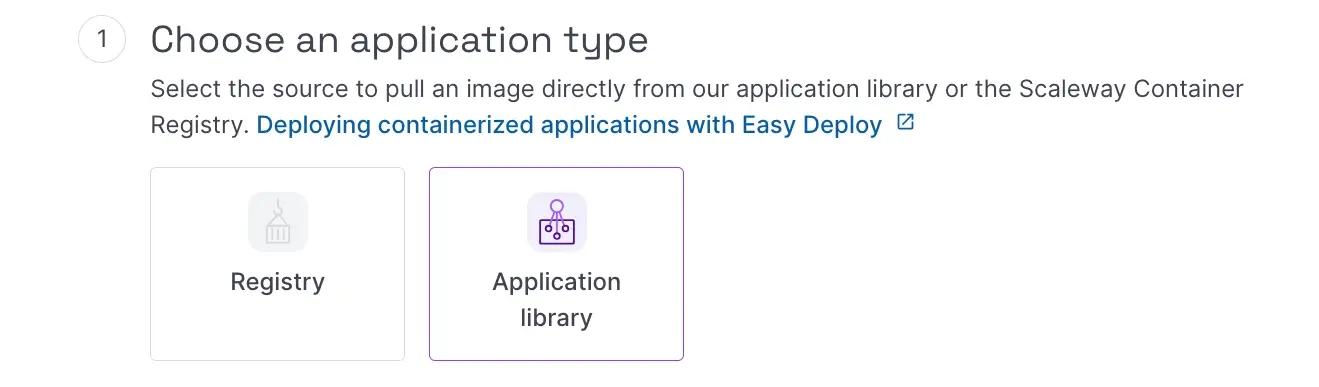 1
Choose an application type
Select the source to pull an image directly from our application library or the Scaleway Container
Registry. Deploying containerized applications with Easy Deploy
Registry
Application
library